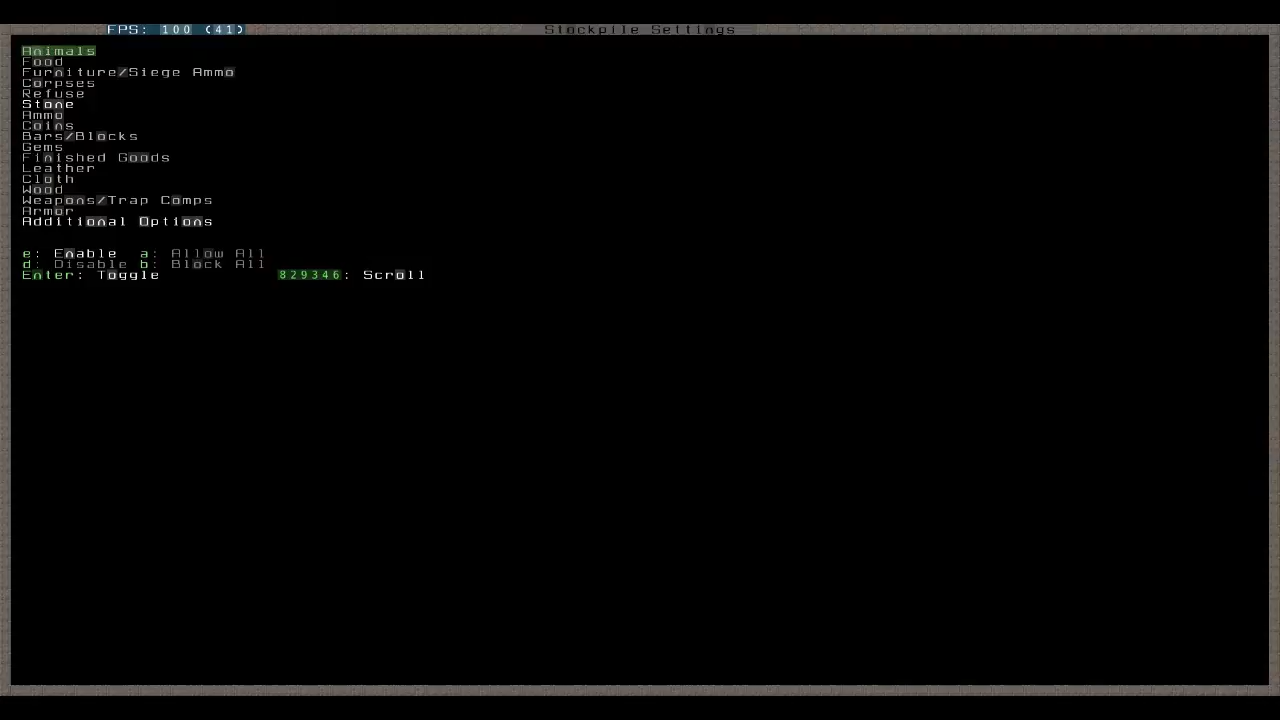 FPS: 100 (41) Stockpile Settings
Animals
Food
Furniture/Siege Ammo
Corpses
Refuse
Stone
Ammo
Coins
Bars/Blocks
Gems
Finished Goods
Leather
Cloth
Wood
Weapons/Trap Comps
Armor
Additional Options
e: Enable a: Allow All
d: Disable b: Block All
Enter: Toggle 829346: Scroll